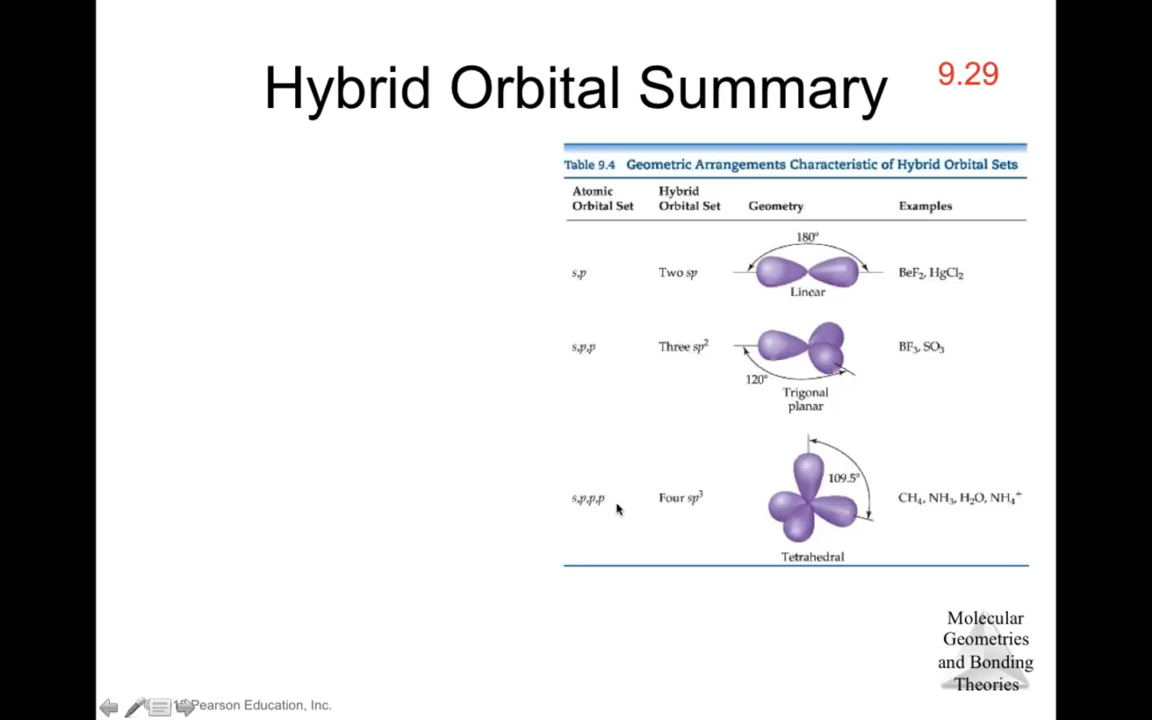 Hybrid Orbital Summary
9.29
Table 9.4 Geometric Arrangements Characteristic of Hybrid Orbital Sets
Atomic Orbital Set
Hybrid Orbital Set
Geometry
Examples
180°
s,p
Two sp
Linear
BeF₂, HgCl₂
s,p,p
Three sp²
120°
Trigonal
planar
BF₃, SO₃
s,p,p,p
Four sp³
109.5°
Tetrahedral
CH₄, NH₃, H₂O, NH₄⁺
Molecular
Geometries
and Bonding
Theories
Pearson Education, Inc.